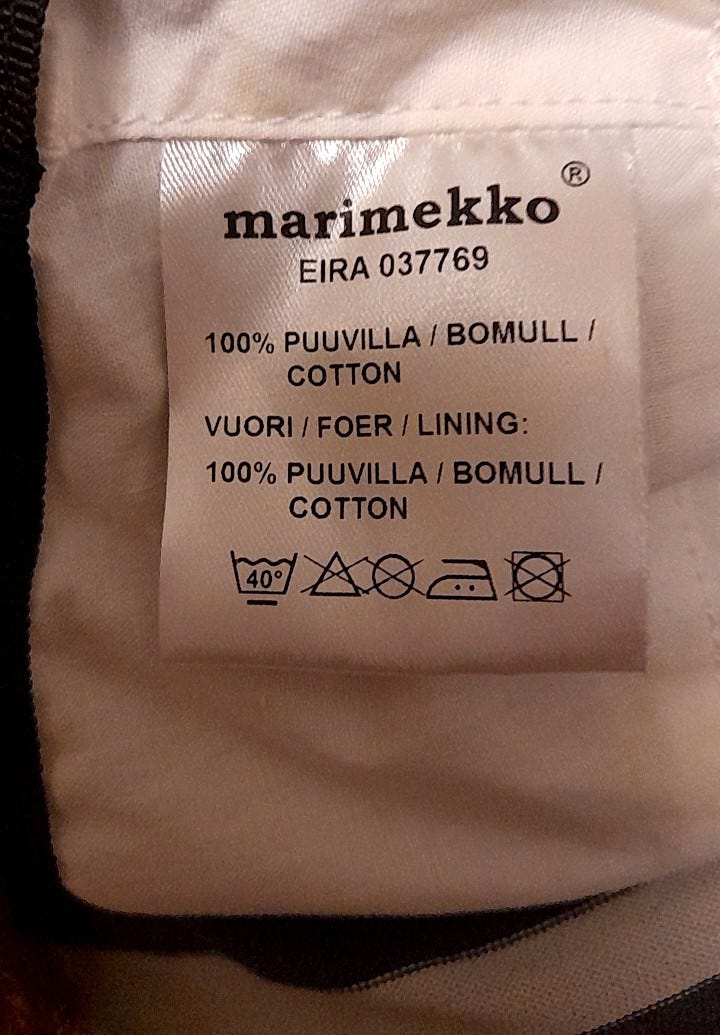 marimekko®
EIRA 037769
100% PUUVILLA / BOMULL /
COTTON
VUORI / FOER / LINING:
100% PUUVILLA / BOMULL /
COTTON
40°